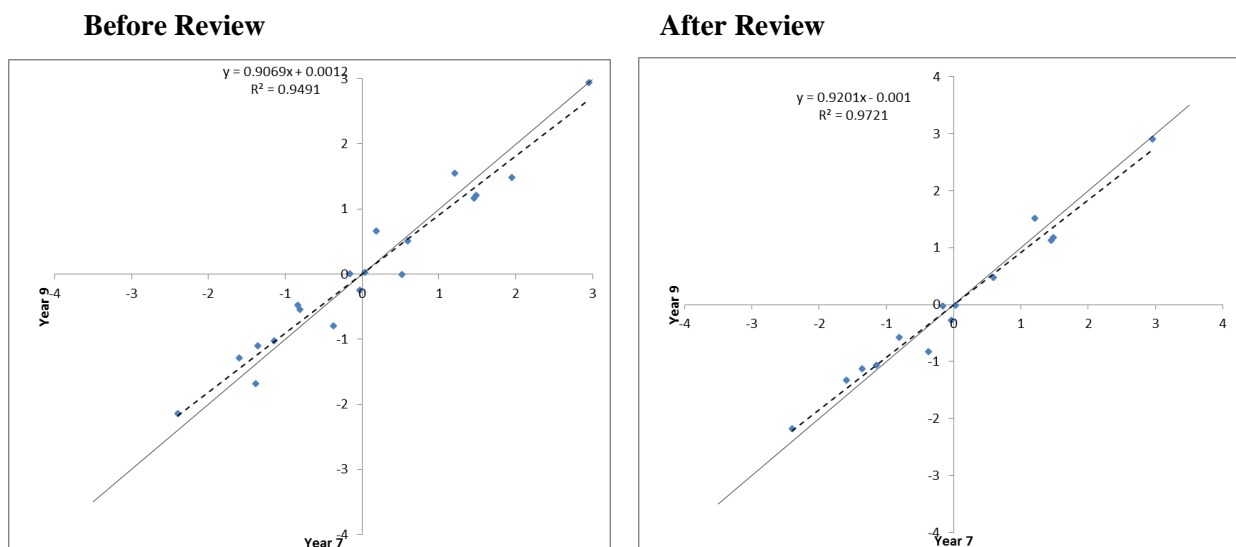 Before Review
y = 0.9069x + 0.0012
R² = 0.9491
3
2
1
0
-4 -3 -2 -1 0 1 2 3
-1
-2
-3
-4
Year 9
Year 7
After Review
4
y = 0.9201x - 0.001
R² = 0.9721
3
2
1
0
-4 -3 -2 -1 0 1 2 3 4
-1
-2
-3
-4
Year 9
Year 7